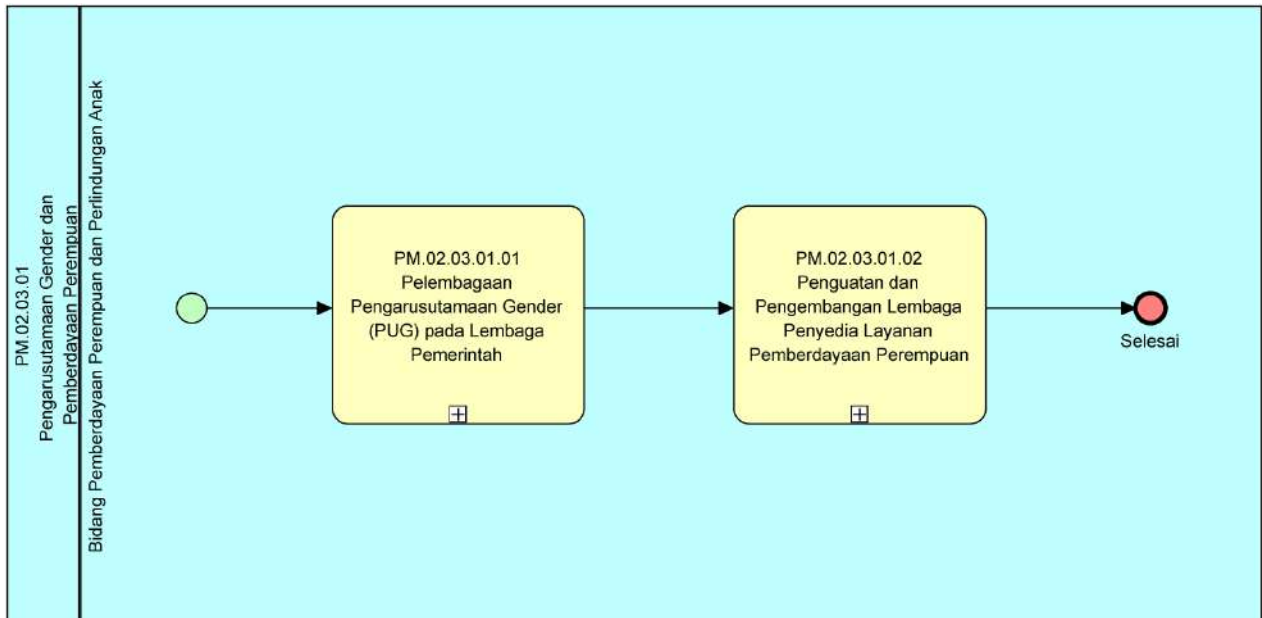 PM.02.03.01
Pengarusutamaan Gender dan
Pemberdayaan Perempuan
Bidang Pemberdayaan Perempuan dan Perlindungan Anak
PM.02.03.01.01
Pelembagaan
Pengarusutamaan Gender
(PUG) pada Lembaga
Pemerintah
PM.02.03.01.02
Penguatan dan
Pengembangan Lembaga
Penyedia Layanan
Pemberdayaan Perempuan
Selesai